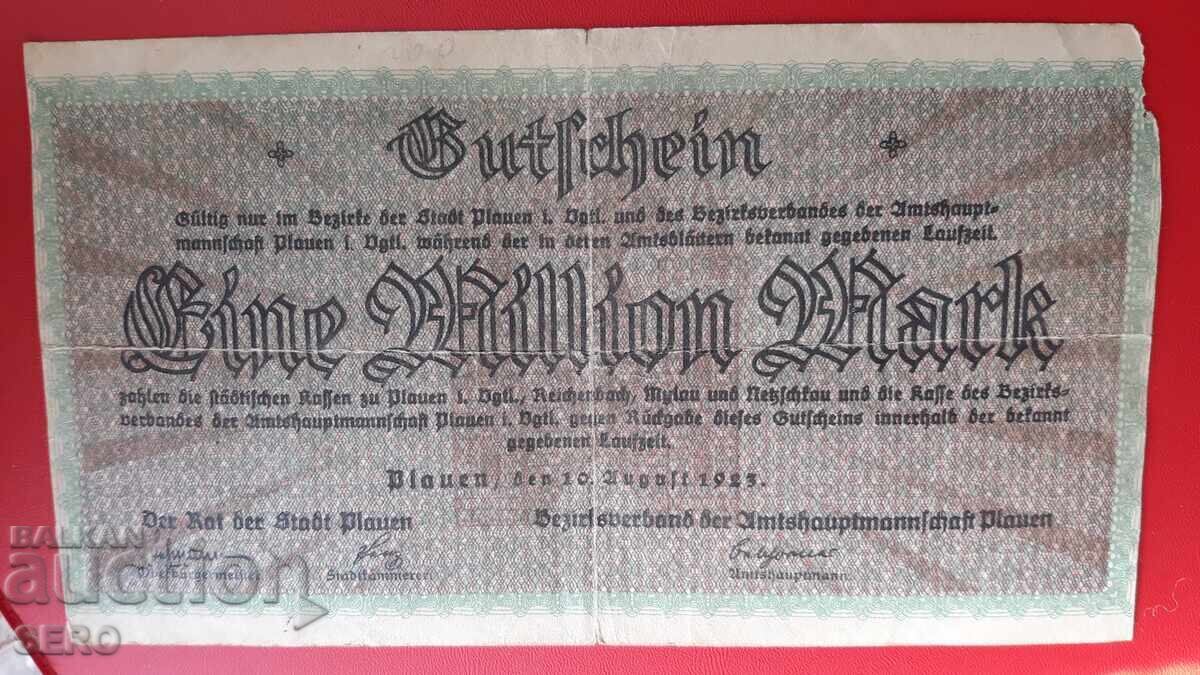 Gutschein
Gültig nur im Bezirke der Stadt Plauen i. Vgtl. und des Bezirksverbandes der Amtshaupt-
mannschaft Plauen i. Vgtl. während der in deren Amtsblättern bekannt gegebenen Laufzeit.
Eine Million Mark
zahlen die städtischen Kassen zu Plauen i. Vgtl., Reichenbach, Mylau und Netzschkau und die Kasse des Bezirks-
verbandes der Amtshauptmannschaft Plauen i. Vgtl. gegen Rückgabe dieses Gutscheins innerhalb der bekannt
gegebenen Laufzeit.
Plauen, den 10. August 1923.
Der Rat der Stadt Plauen
Bezirksverband der Amtshauptmannschaft Plauen
Oberbürgermeister
Stadtkämmerei
Amtshauptmann.
BALKAN
auction
SERO